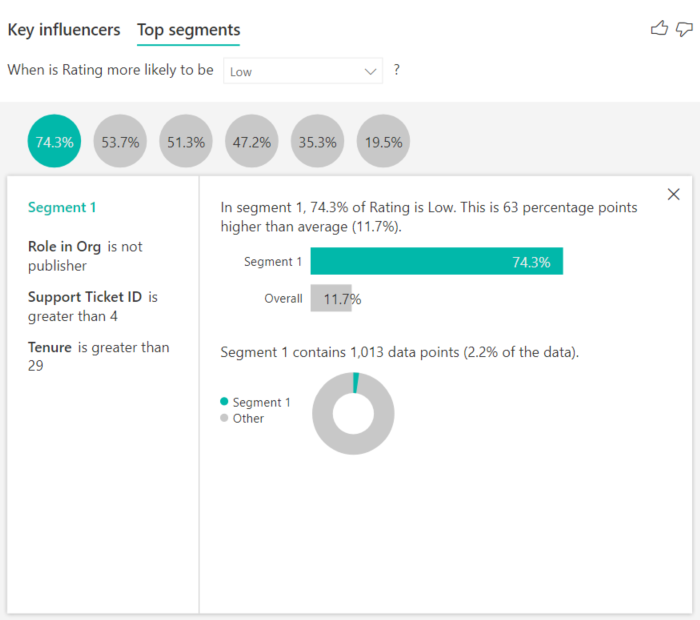 Key influencers Top segments
When is Rating more likely to be Low ?
74.3% 53.7% 51.3% 47.2% 35.3% 19.5%
Segment 1
Role in Org is not
publisher
Support Ticket ID is
greater than 4
Tenure is greater than
29
In segment 1, 74.3% of Rating is Low. This is 63 percentage points
higher than average (11.7%).
Segment 1 74.3%
Overall 11.7%
Segment 1 contains 1,013 data points (2.2% of the data).
Segment 1
Other